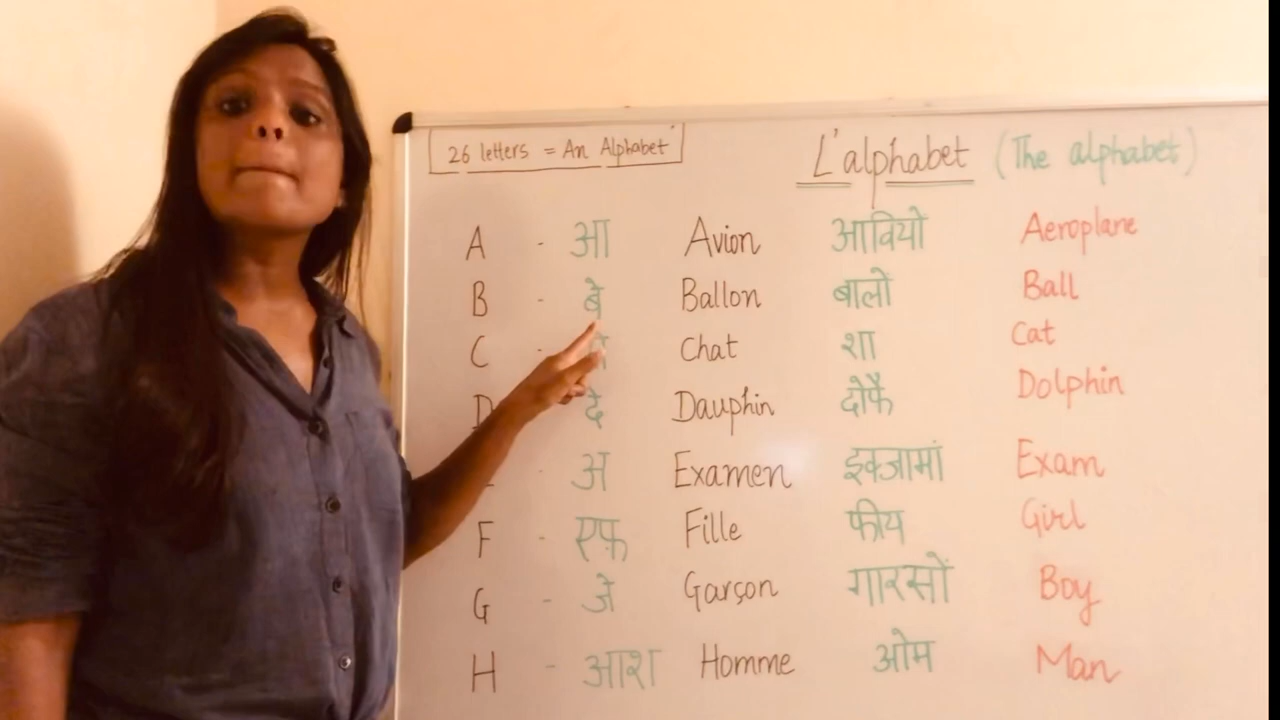 26 letters = An Alphabet
L'alphabet (The alphabet)
A - आ Avion आवियों Aeroplane
B - बे Ballon बालों Ball
C - Chat शा Cat
D दे Dauphin दोफैं Dolphin
- अ Examen इक्जामां Exam
F - एफ़ Fille फीय Girl
G - जे Garçon गारसों Boy
H - आश Homme ओम Man